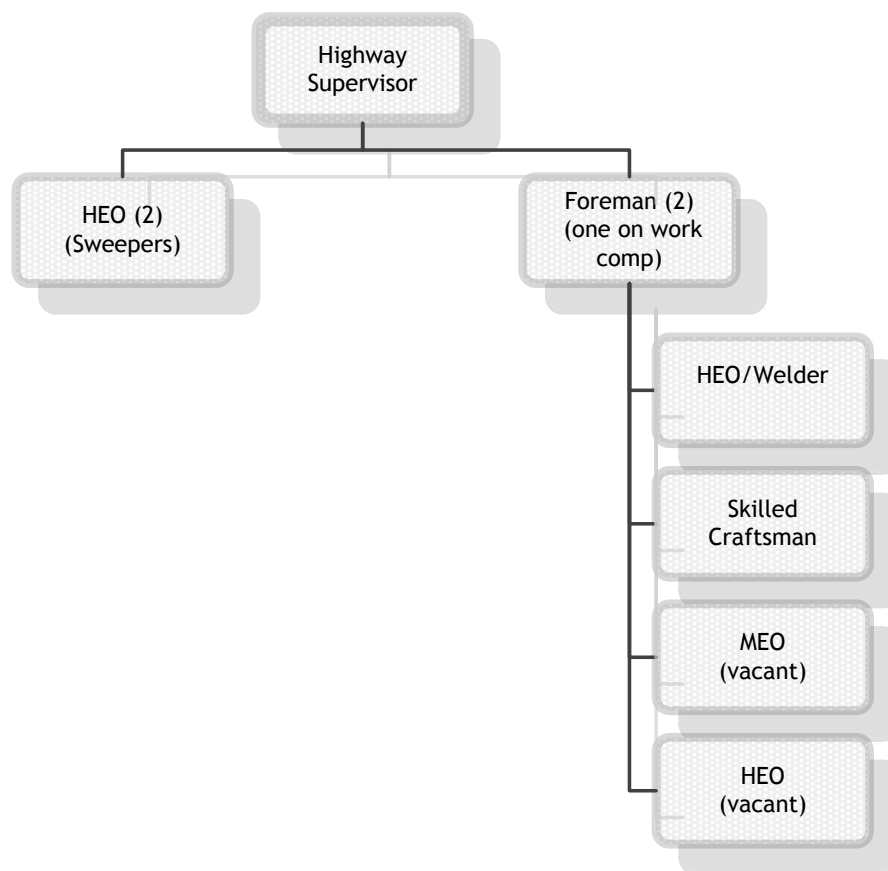 Highway
Supervisor
HEO (2)
(Sweepers)
Foreman (2)
(one on work
comp)
HEO/Welder
Skilled
Craftsman
MEO
(vacant)
HEO
(vacant)